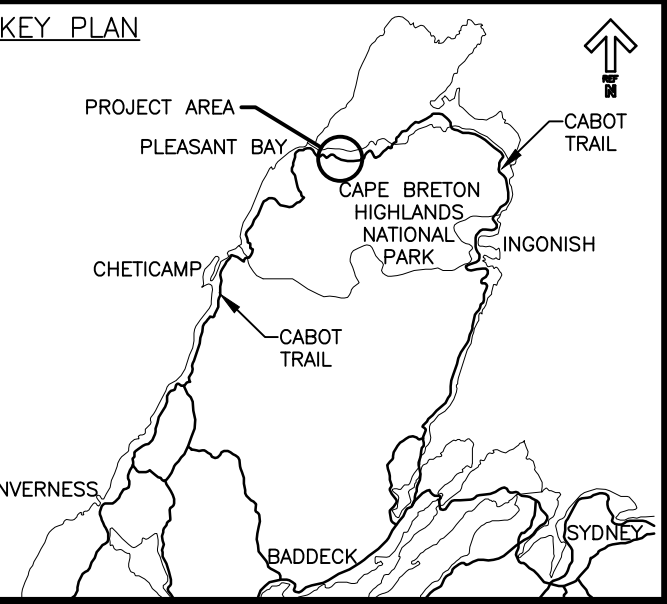 KEY PLAN
REF
N
PROJECT AREA
CABOT
TRAIL
PLEASANT BAY
CAPE BRETON
HIGHLANDS
NATIONAL
PARK
INGONISH
CHETICAMP
CABOT
TRAIL
NVERNESS
SYDNEY
BADDECK